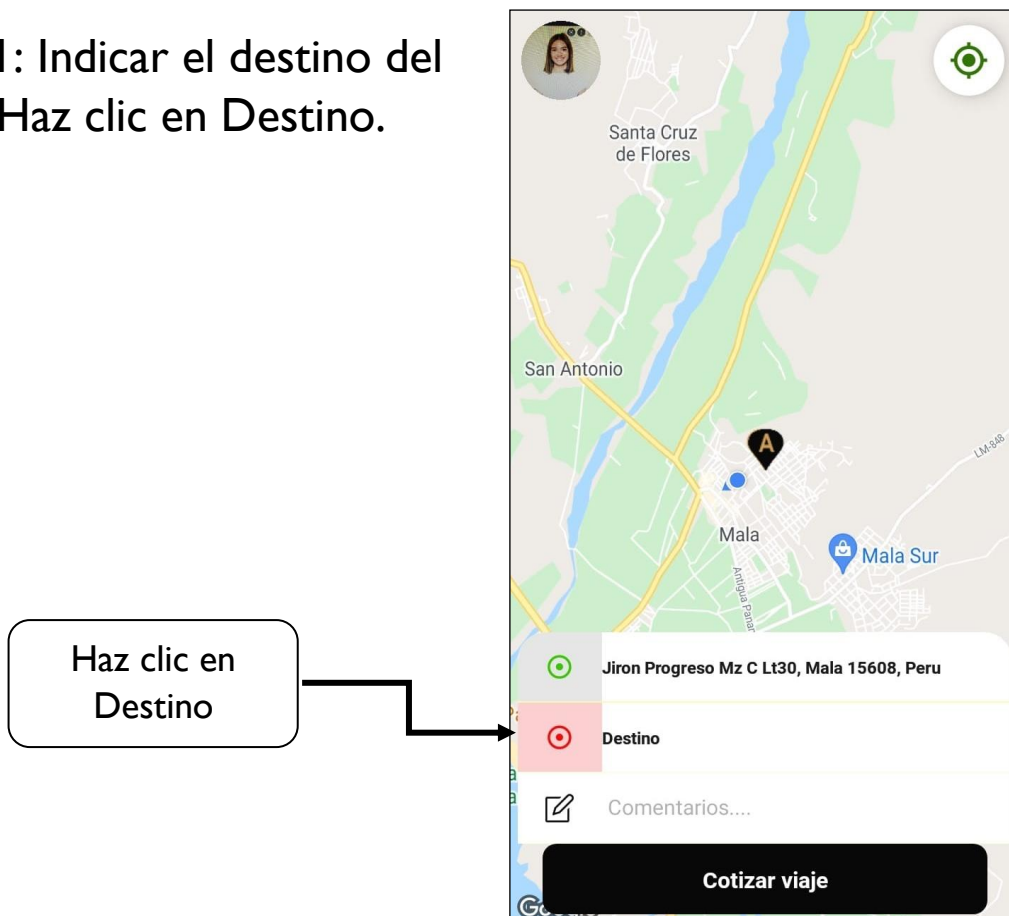 1: Indicar el destino del
Haz clic en Destino.
Santa Cruz
de Flores
San Antonio
A
LM-848
Mala
Mala Sur
Antigua Panar
Haz clic en
Destino
Jiron Progreso Mz C Lt30, Mala 15608, Peru
Destino
Comentarios....
Cotizar viaje